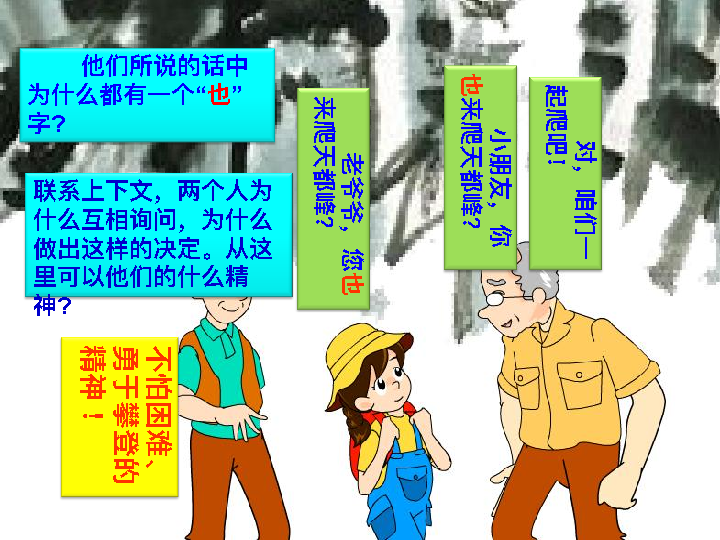 他们所说的话中
为什么都有一个“也”
字?
联系上下文，两个人为
什么互相询问，为什么
做出这样的决定。从这
里可以他们的什么精
神?
老爷爷，您也
来爬天都峰?
小朋友，你
也来爬天都峰?
对，咱们一
起爬吧!
不怕困难、
勇于攀登的
精神！